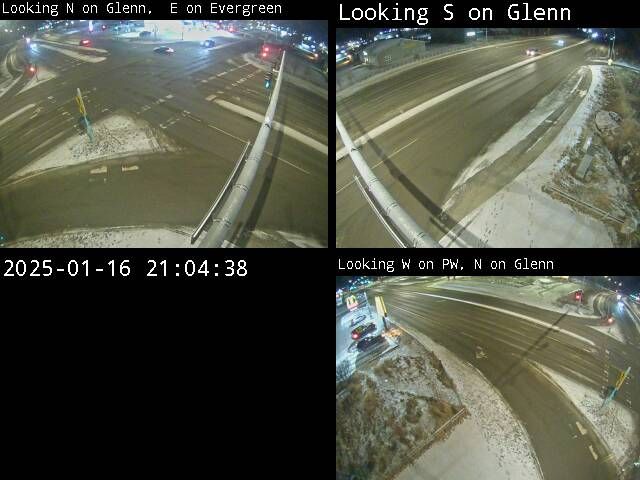 Looking N on Glenn, E on Evergreen
Looking S on Glenn
2025-01-16 21:04:38
Looking W on PW, N on Glenn